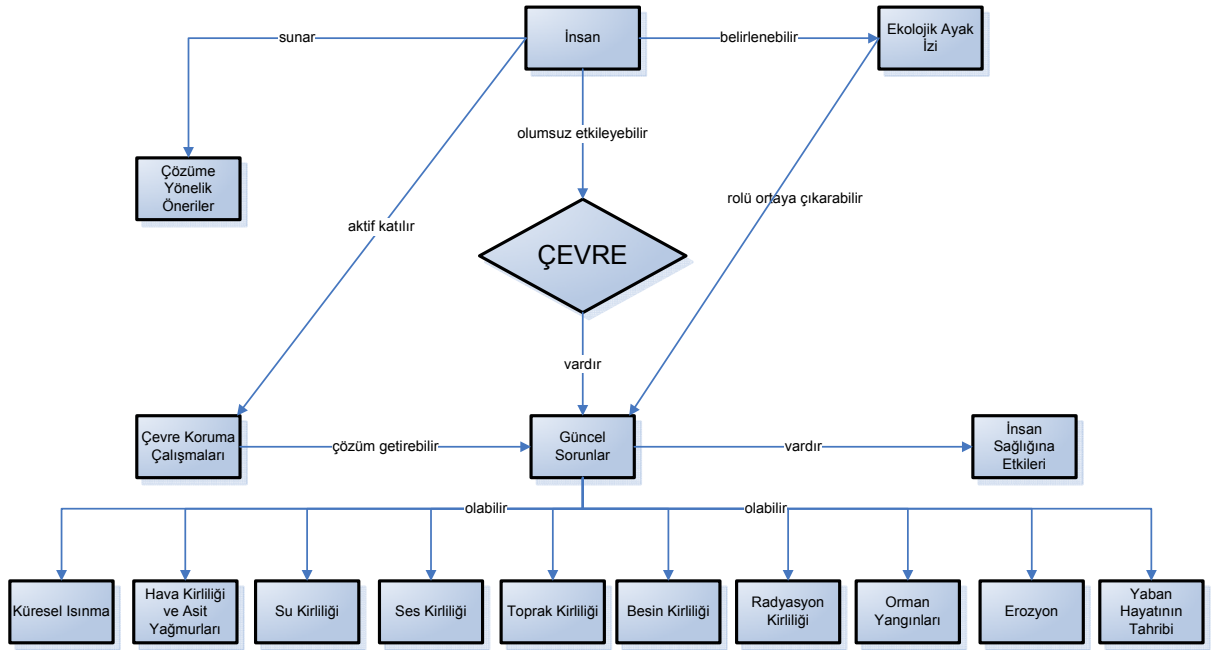 İnsan
Ekolojik Ayak
İzi
sunar
belirlenebilir
olumsuz etkileyebilir
Çözüme
Yönelik
Öneriler
rolü ortaya çıkarabilir
aktif katılır
ÇEVRE
vardır
Çevre Koruma
Çalışmaları
çözüm getirebilir
Güncel
Sorunlar
vardır
İnsan
Sağlığına
Etkileri
olabilir
olabilir
Küresel Isınma
Hava Kirliliği
ve Asit
Yağmurları
Su Kirliliği
Ses Kirliliği
Toprak Kirliliği
Besin Kirliliği
Radyasyon
Kirliliği
Orman
Yangınları
Erozyon
Yaban
Hayatının
Tahribi